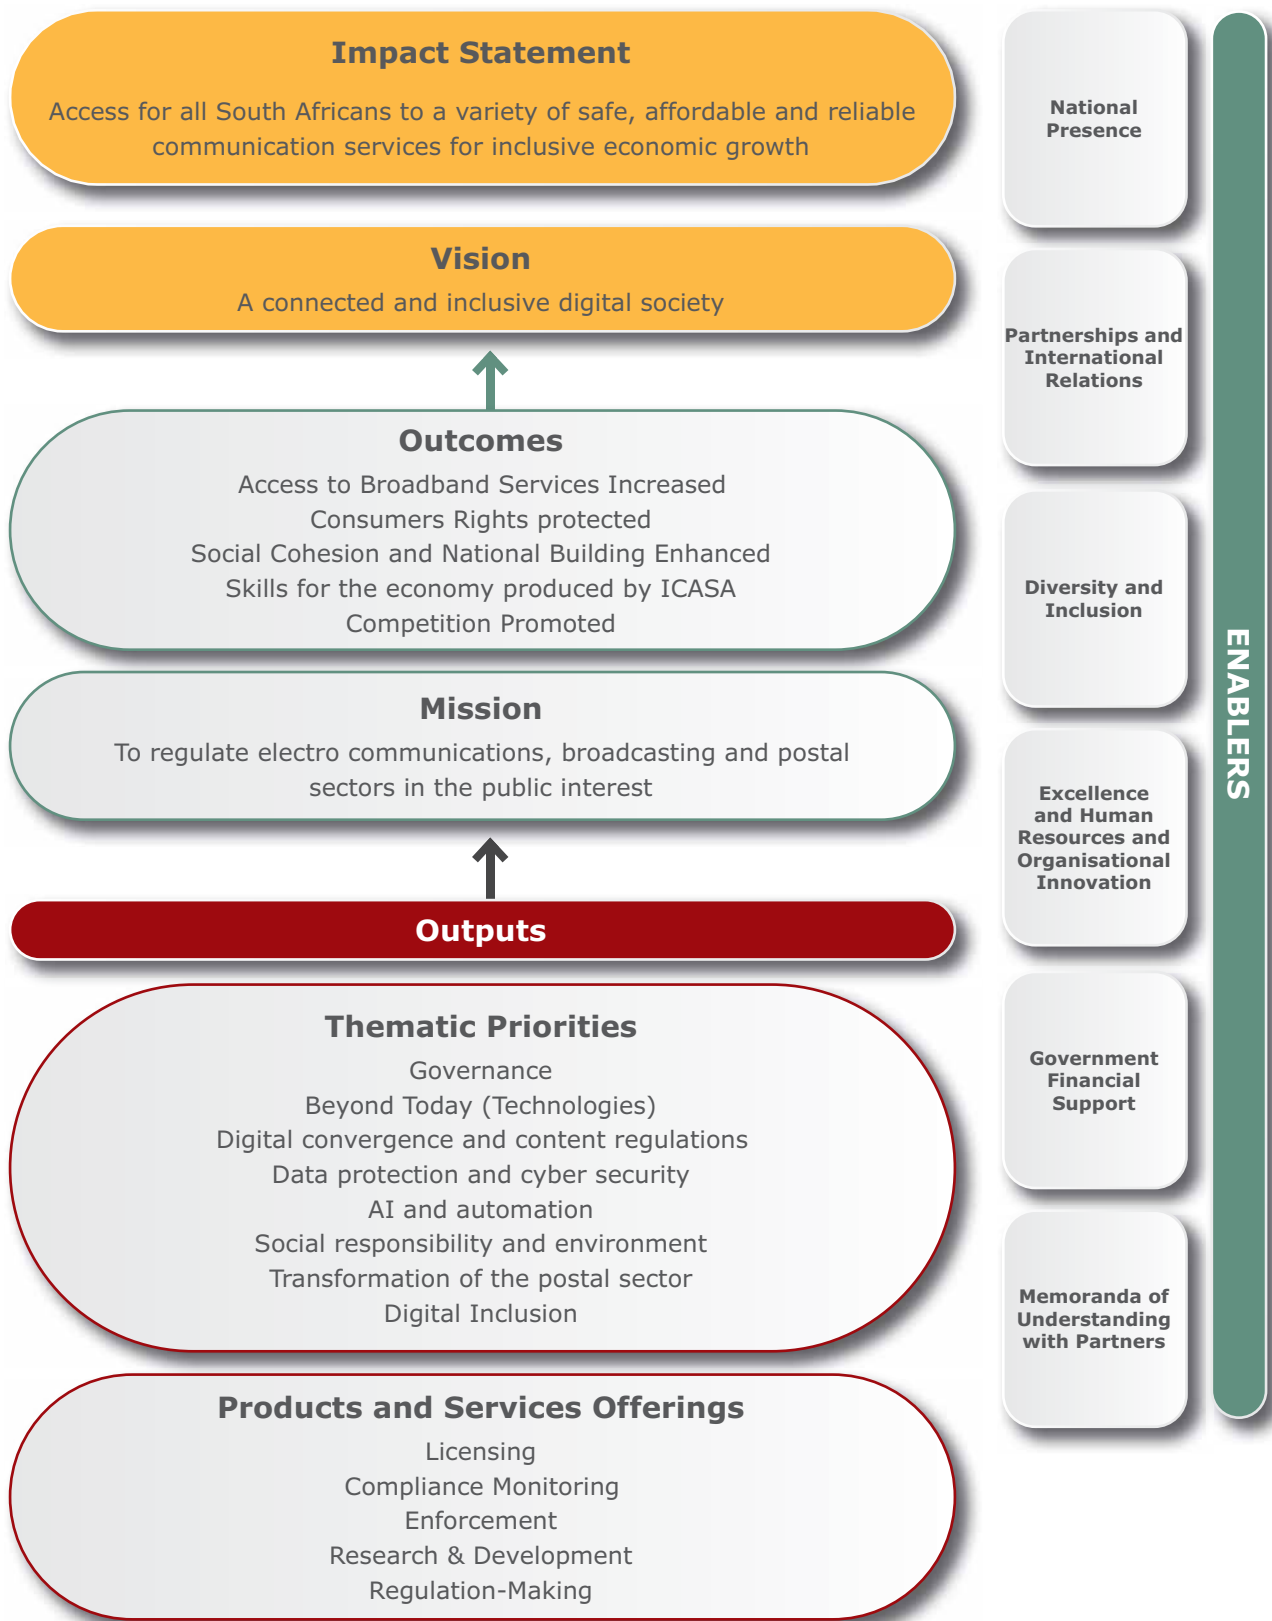 Impact Statement
Access for all South Africans to a variety of safe, affordable and reliable
communication services for inclusive economic growth
Vision
A connected and inclusive digital society
Outcomes
Access to Broadband Services Increased
Consumers Rights protected
Social Cohesion and National Building Enhanced
Skills for the economy produced by ICASA
Competition Promoted
Mission
To regulate electro communications, broadcasting and postal
sectors in the public interest
Outputs
Thematic Priorities
Governance
Beyond Today (Technologies)
Digital convergence and content regulations
Data protection and cyber security
AI and automation
Social responsibility and environment
Transformation of the postal sector
Digital Inclusion
Products and Services Offerings
Licensing
Compliance Monitoring
Enforcement
Research & Development
Regulation-Making
National
Presence
Partnerships and
International
Relations
Diversity and
Inclusion
Excellence
and Human
Resources and
Organisational
Innovation
Government
Financial
Support
Memoranda of
Understanding
with Partners
ENABLERS